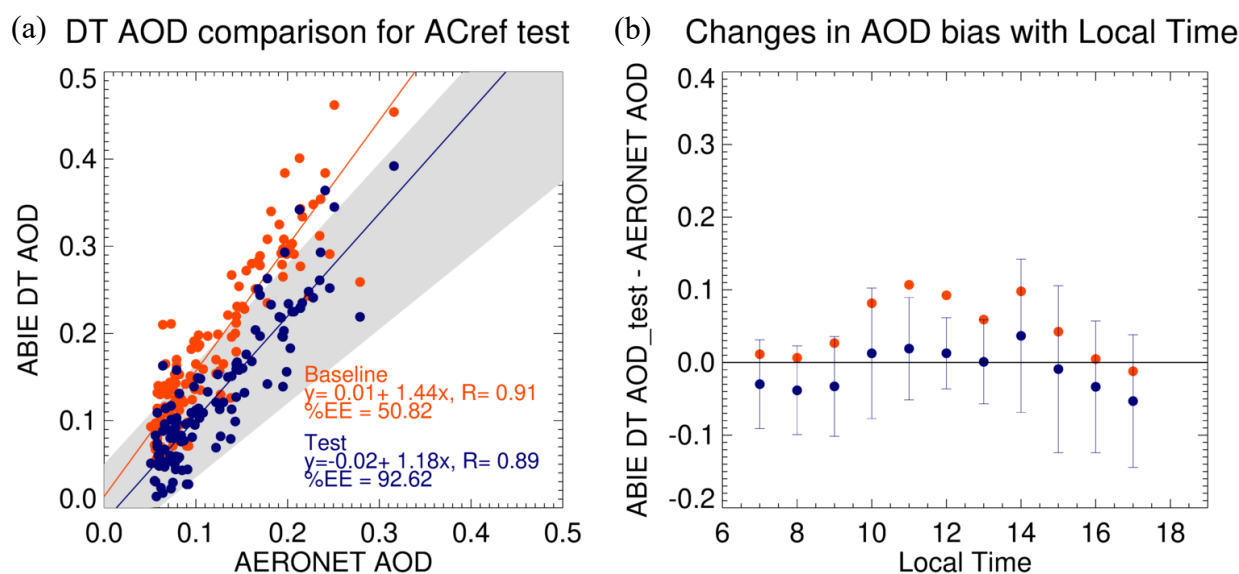 (a) DT AOD comparison for ACref test
0.5
0.4
0.3
0.2
0.1
0.0
ABIE DT AOD
Baseline
y= 0.01+ 1.44x, R= 0.91
%EE = 50.82
Test
y=-0.02+ 1.18x, R= 0.89
%EE = 92.62
0.0 0.1 0.2 0.3 0.4 0.5
AERONET AOD
(b) Changes in AOD bias with Local Time
0.4
0.3
0.2
0.1
0.0
-0.1
-0.2
ABIE DT AOD_test - AERONET AOD
6 8 10 12 14 16 18
Local Time